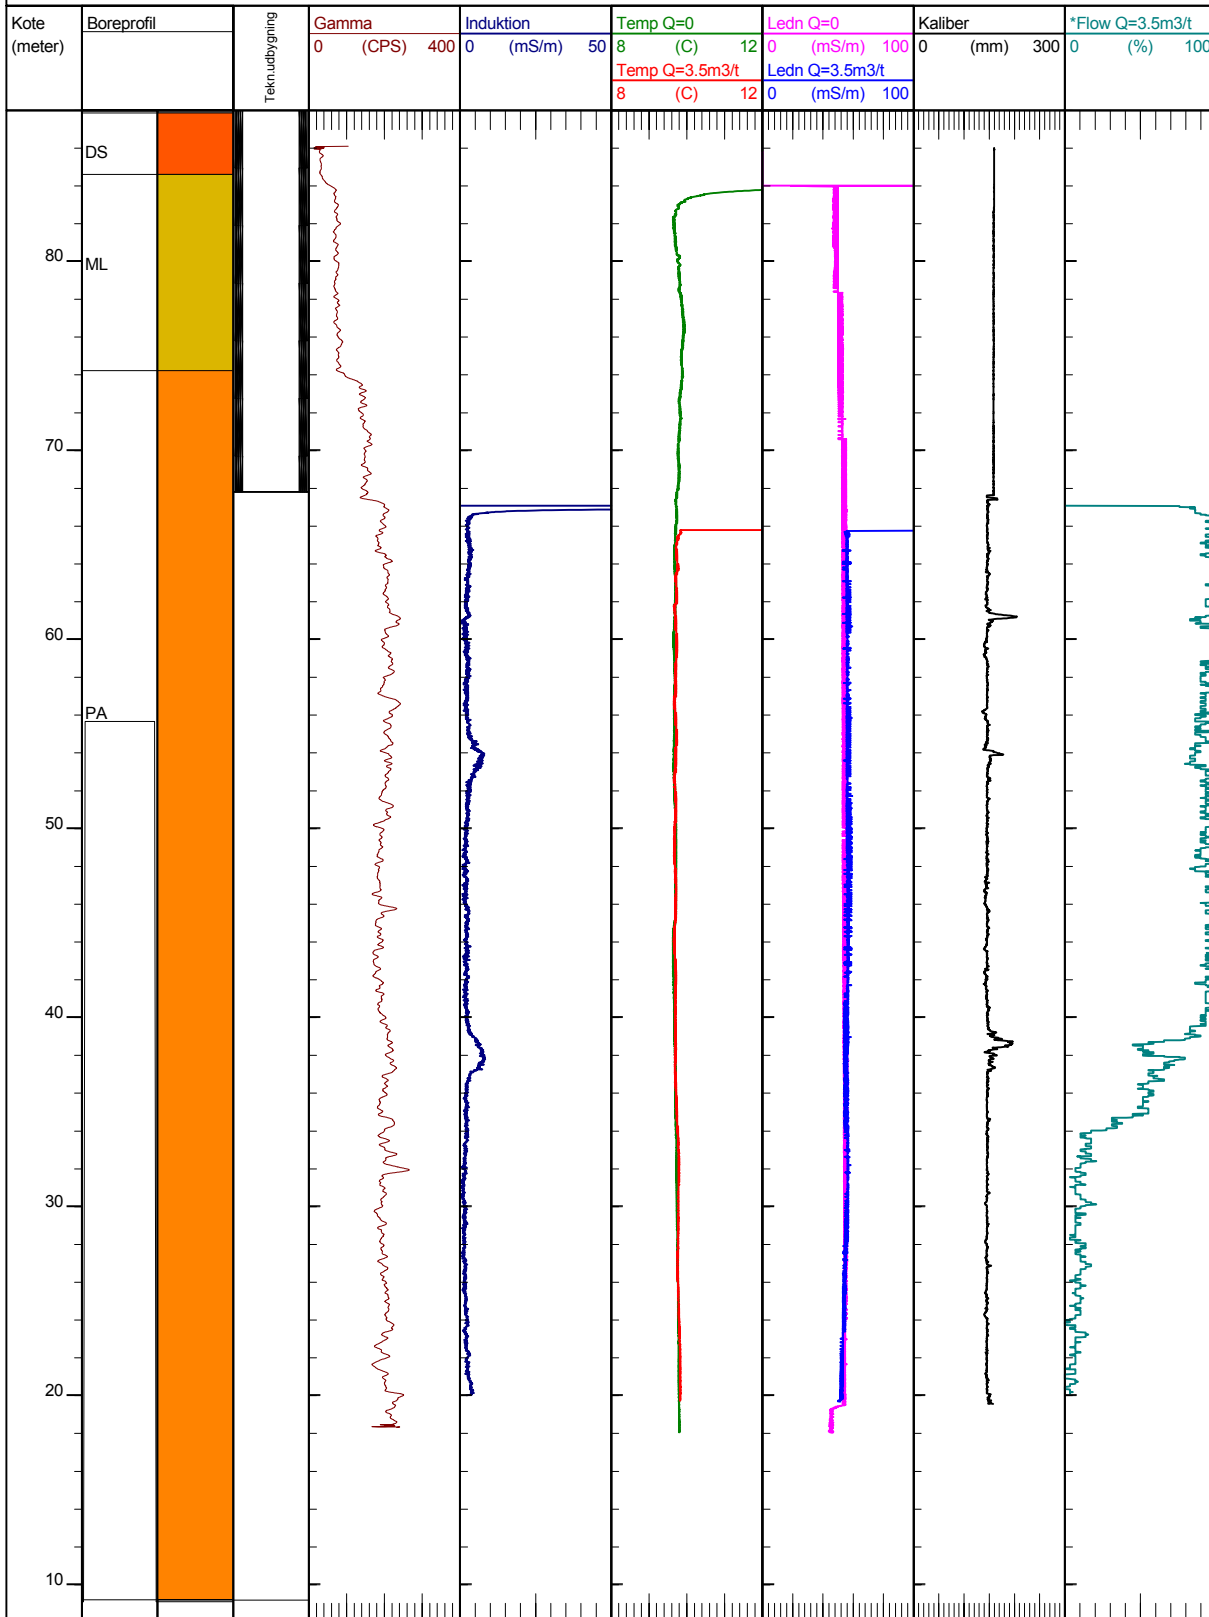 Kote
(meter)
Boreprofil
Tekn.udbygning
Gamma
0 (CPS) 400
Induktion
0 (mS/m) 50
Temp Q=0
8 (C) 12
Temp Q=3.5m3/t
8 (C) 12
Ledn Q=0
0 (mS/m) 100
Ledn Q=3.5m3/t
0 (mS/m) 100
Kaliber
0 (mm) 300
*Flow Q=3.5m3/t
0 (%) 100
DS
80
ML
70
60
PA
50
40
30
20
10